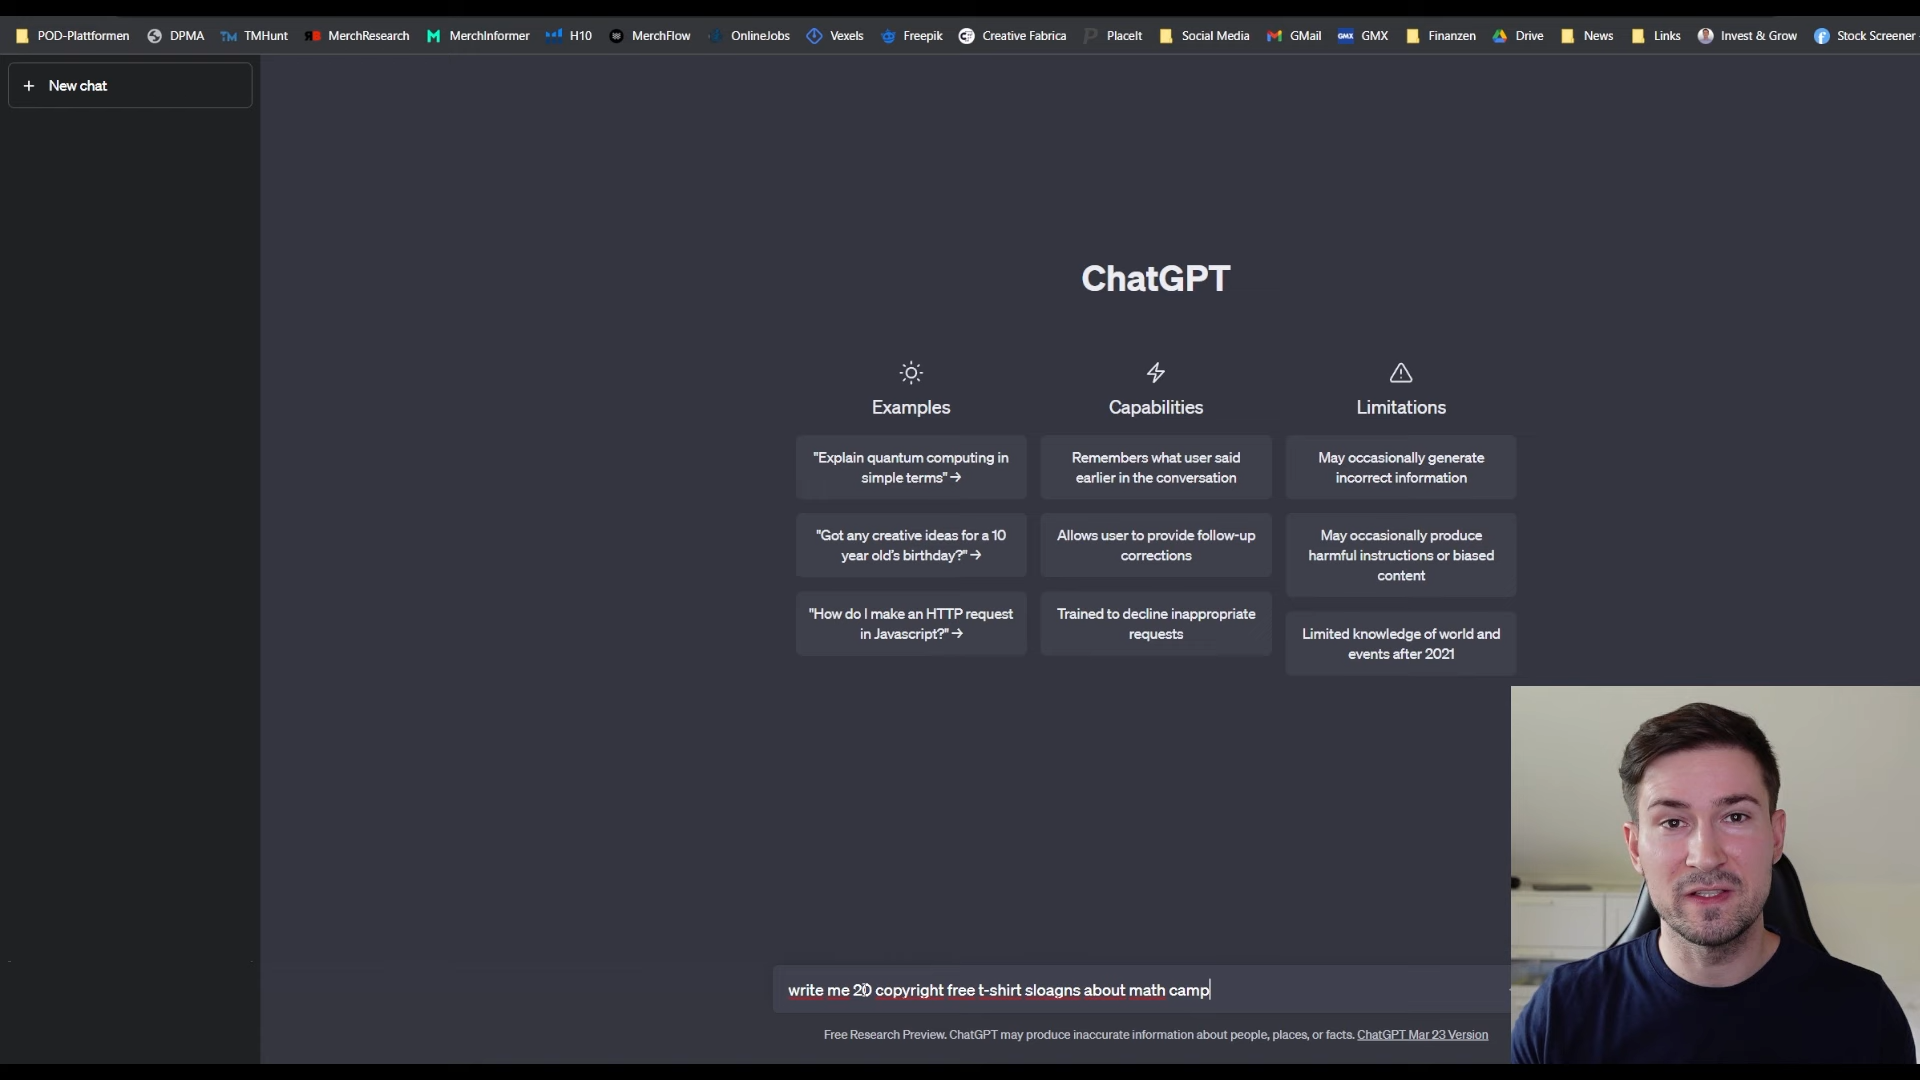 POD-Plattformen DPMA TMHunt MerchResearch MerchInformer H10 MerchFlow OnlineJobs Vexels Freepik Creative Fabrica PlaceIt Social Media GMail GMX Finanzen Drive News Links Invest & Grow Stock Screener
+ New chat
ChatGPT
Examples
"Explain quantum computing in
simple terms" →
"Got any creative ideas for a 10
year old's birthday?" →
"How do I make an HTTP request
in Javascript?" →
Capabilities
Remembers what user said
earlier in the conversation
Allows user to provide follow-up
corrections
Trained to decline inappropriate
requests
Limitations
May occasionally generate
incorrect information
May occasionally produce
harmful instructions or biased
content
Limited knowledge of world and
events after 2021
write me 20 copyright free t-shirt sloagns about math camp
Free Research Preview. ChatGPT may produce inaccurate information about people, places, or facts. ChatGPT Mar 23 Version